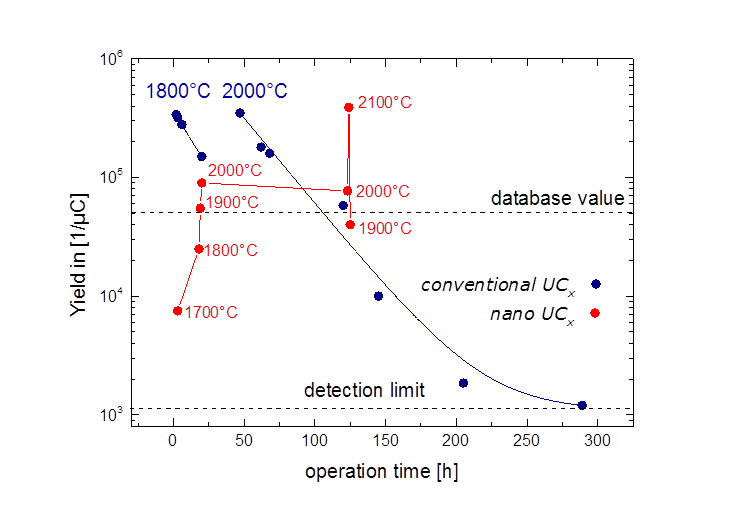 10⁶
1800°C 2000°C
2100°C
10⁵
2000°C
2000°C
1900°C
database value
1900°C
1800°C
Yield in [1/µC]
conventional UCₓ
10⁴
1700°C
nano UCₓ
detection limit
10³
0 50 100 150 200 250 300
operation time [h]